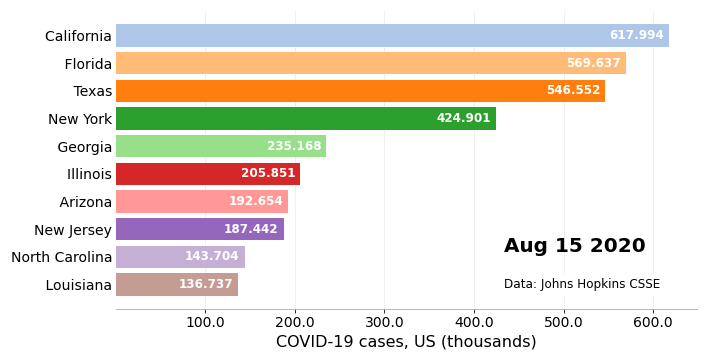 California 617.994
Florida 569.637
Texas 546.552
New York 424.901
Georgia 235.168
Illinois 205.851
Arizona 192.654
New Jersey 187.442
North Carolina 143.704
Louisiana 136.737
Aug 15 2020
Data: Johns Hopkins CSSE
100.0 200.0 300.0 400.0 500.0 600.0
COVID-19 cases, US (thousands)